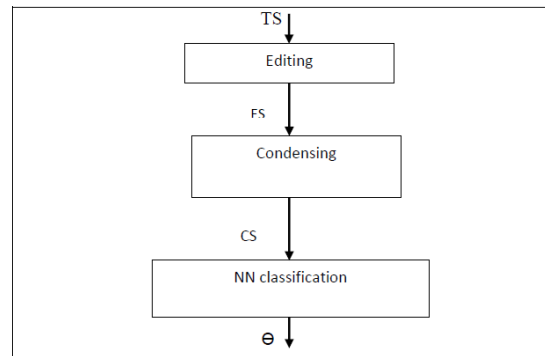 TS
Editing
ES
Condensing
CS
NN classification
Ө